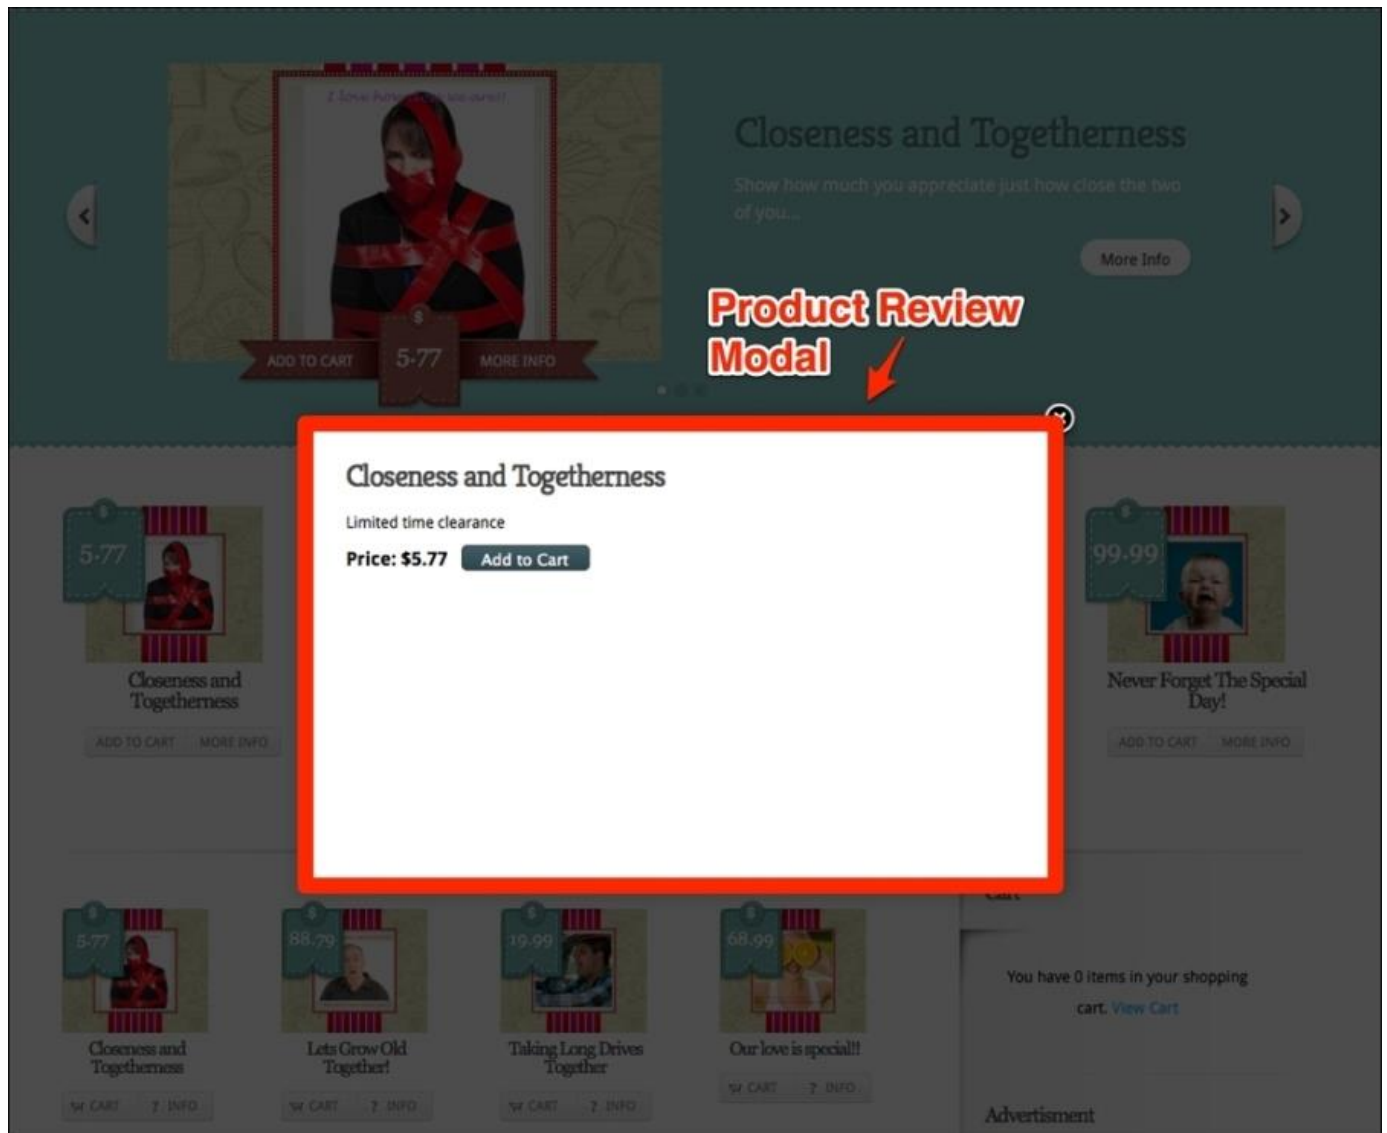 Closeness and Togetherness
Show how much you appreciate just how close the two
of you...
More Info
$
ADD TO CART
5.77
MORE INFO
Product Review
Modal
Closeness and Togetherness
Limited time clearance
Price: $5.77
Add to Cart
$
5.77
Closeness and
Togetherness
ADD TO CART
MORE INFO
$
99.99
Never Forget The Special
Day!
ADD TO CART
MORE INFO
Cart
You have 0 items in your shopping
cart. View Cart
Advertisment
$
5.77
Closeness and
Togetherness
CART
? INFO
$
88.79
Lets Grow Old
Together!
CART
? INFO
$
19.99
Taking Long Drives
Together
CART
? INFO
$
68.99
Our love is special!!
CART
? INFO